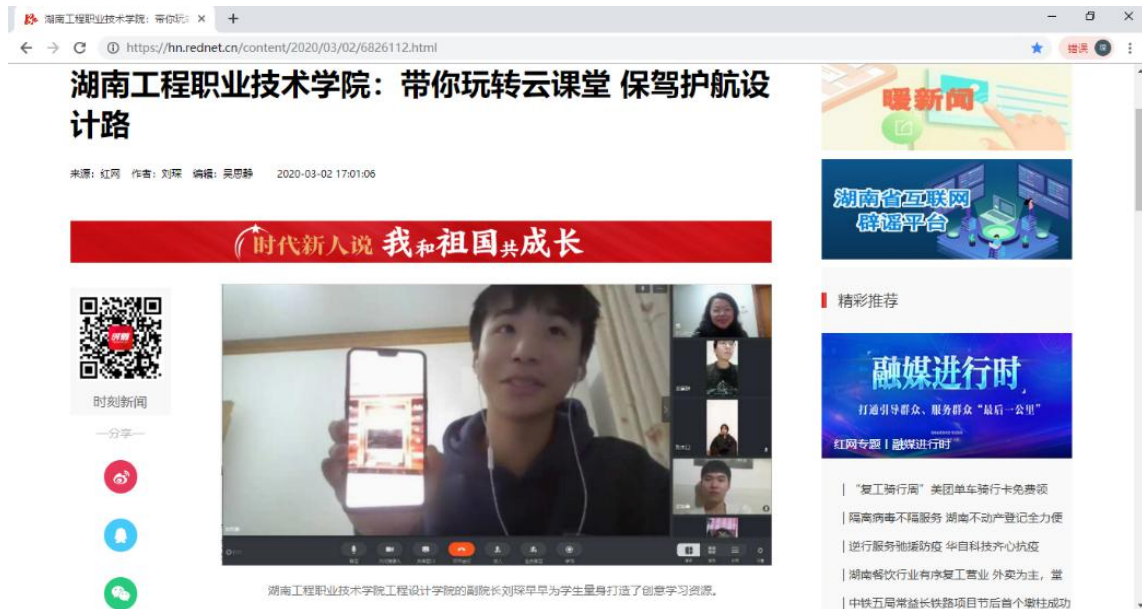 湖南工程职业技术学院：带你玩
https://hn.rednet.cn/content/2020/03/02/6826112.html
错误
湖南工程职业技术学院：带你玩转云课堂 保驾护航设
计路
来源：红网 作者：刘琛 编辑：吴思静 2020-03-02 17:01:06
时代新人说 我和祖国共成长
时刻新闻
分享
湖南工程职业技术学院工程设计学院的副院长刘琛早早为学生量身打造了创意学习资源。
暖新闻
湖南省互联网
辟谣平台
精彩推荐
融媒进行时
打通引导群众、服务群众“最后一公里”
红网专题丨融媒进行时
| “复工骑行周”美团单车骑行卡免费领
| 隔离病毒不隔服务 湖南不动产登记全力便
| 逆行服务驰援防疫 华自科技齐心抗疫
| 湖南餐饮行业有序复工营业 外卖为主，堂
| 中铁五局常益长铁路项目节后首个墩柱成功